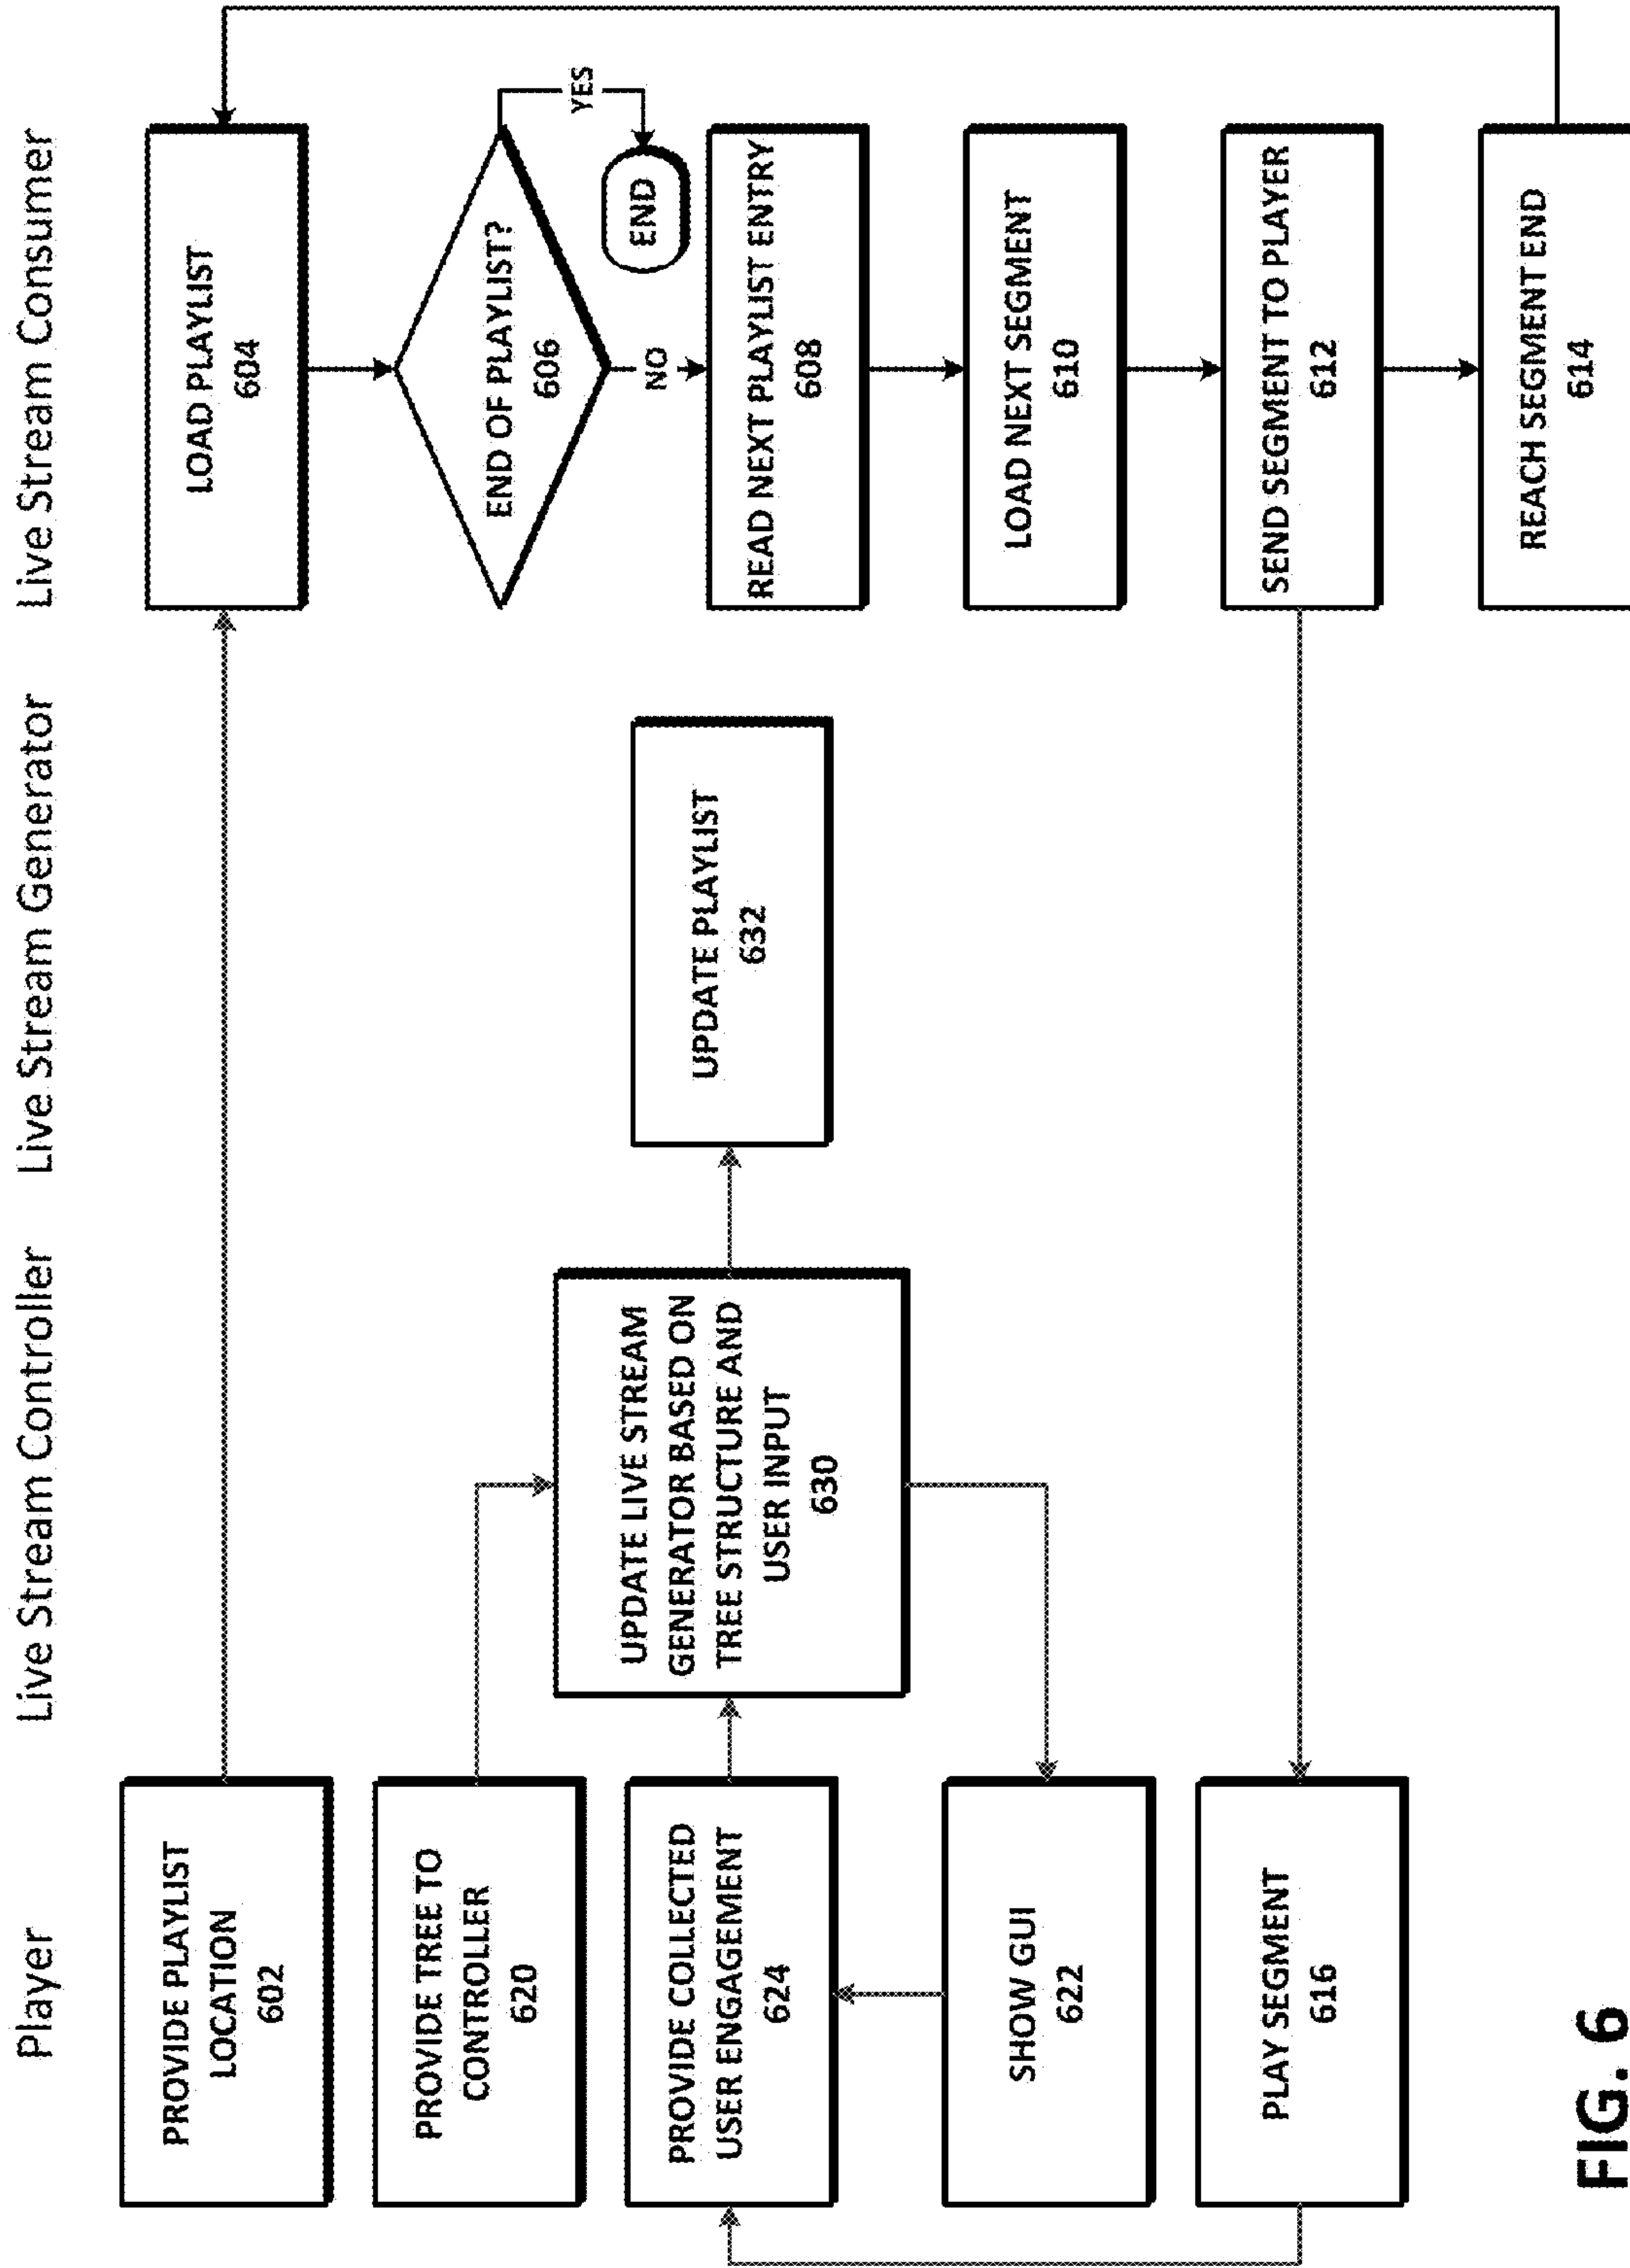 Player
Live Stream Controller
Live Stream Generator
Live Stream Consumer
PROVIDE PLAYLIST
LOCATION
602
PROVIDE TREE TO
CONTROLLER
620
PROVIDE COLLECTED
USER ENGAGEMENT
624
SHOW GUI
622
PLAY SEGMENT
616
UPDATE LIVE STREAM
GENERATOR BASED ON
TREE STRUCTURE AND
USER INPUT
630
UPDATE PLAYLIST
632
LOAD PLAYLIST
604
END OF PLAYLIST?
606
YES
END
NO
READ NEXT PLAYLIST ENTRY
608
LOAD NEXT SEGMENT
610
SEND SEGMENT TO PLAYER
612
REACH SEGMENT END
614
FIG. 6